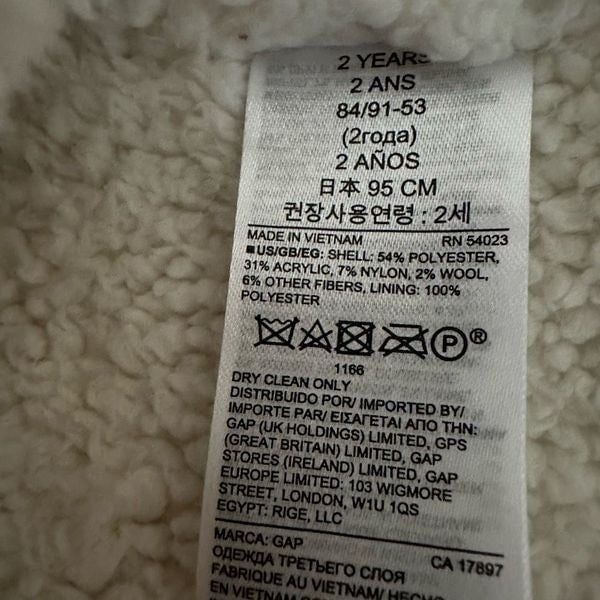 2 YEARS
2 ANS
84/91-53
(2года)
2 AÑOS
日本 95 CM
권장사용연령 : 2세
MADE IN VIETNAM RN 54023
■US/GB/EG: SHELL: 54% POLYESTER,
31% ACRYLIC, 7% NYLON, 2% WOOL,
6% OTHER FIBERS, LINING: 100%
POLYESTER
P®
1166
DRY CLEAN ONLY
DISTRIBUIDO POR/ IMPORTED BY/
IMPORTE PAR/ ΕΙΣΑΓΕΤΑΙ ΑΠΟ ΤΗΝ:
GAP (UK HOLDINGS) LIMITED, GPS
(GREAT BRITAIN) LIMITED, GAP
STORES (IRELAND) LIMITED, GAP
EUROPE LIMITED: 103 WIGMORE
STREET, LONDON, W1U 1QS
EGYPT: RIGE, LLC
MARCA: GAP CA 17897
ОДЕЖДА ТРЕТЬЕГО СЛОЯ
FABRIQUE AU VIETNAM/ HECHO
EN VIETNAM